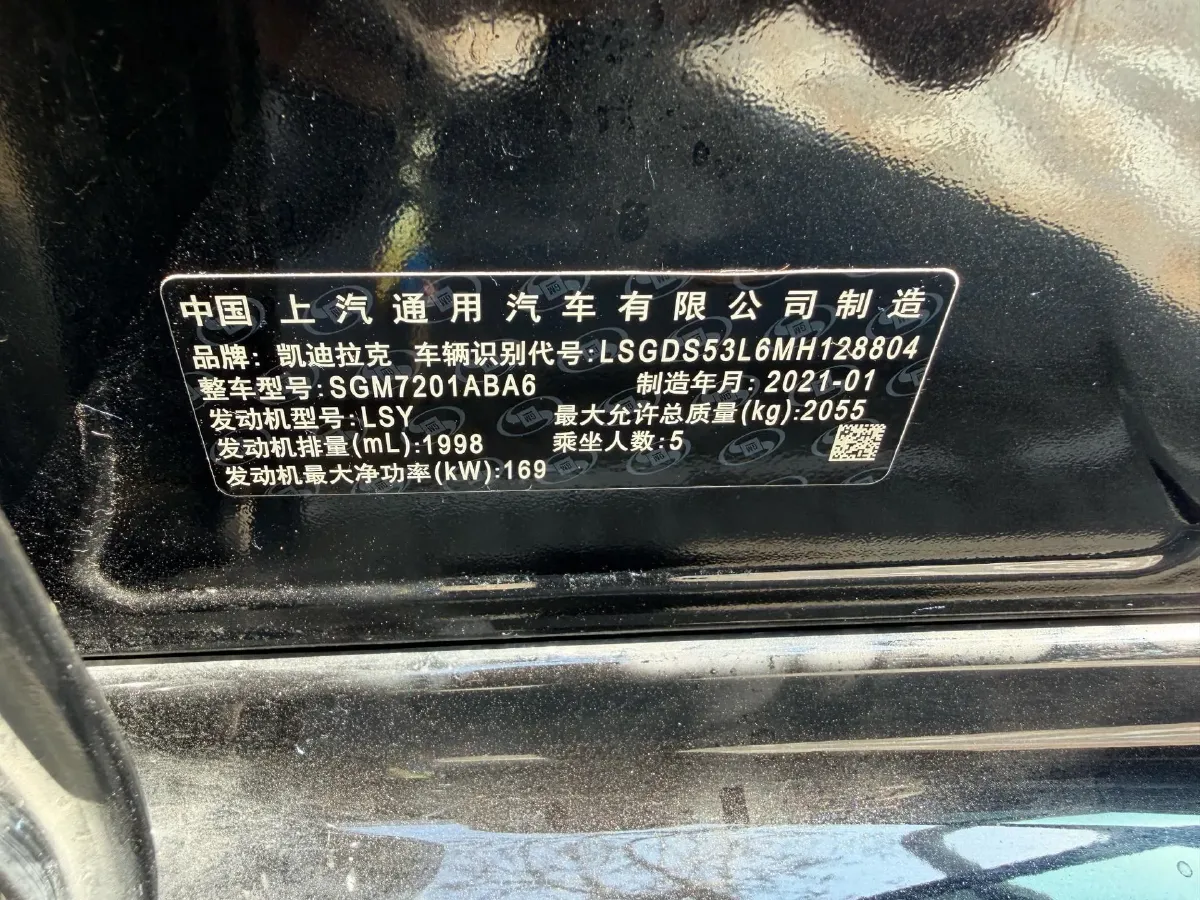 中国 上汽通用汽车有限公司制造
品牌: 凯迪拉克 车辆识别代号:LSGDS53L6MH128804
整车型号:SGM7201ABA6 制造年月: 2021-01
发动机型号:LSY 最大允许总质量(kg):2055
发动机排量(mL):1998 乘坐人数:5
发动机最大净功率(kW):169